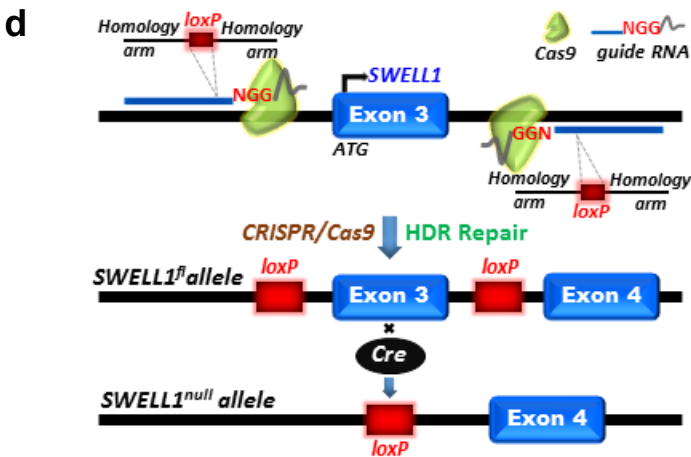 d
loxP
Homology arm
Homology arm
NGG
SWELL1
Exon 3
ATG
Cas9
NGG
guide RNA
GGN
Homology arm
Homology arm
loxP
CRISPR/Cas9
HDR Repair
SWELL1fl allele
loxP
Exon 3
loxP
Exon 4
×
Cre
SWELL1null allele
loxP
Exon 4